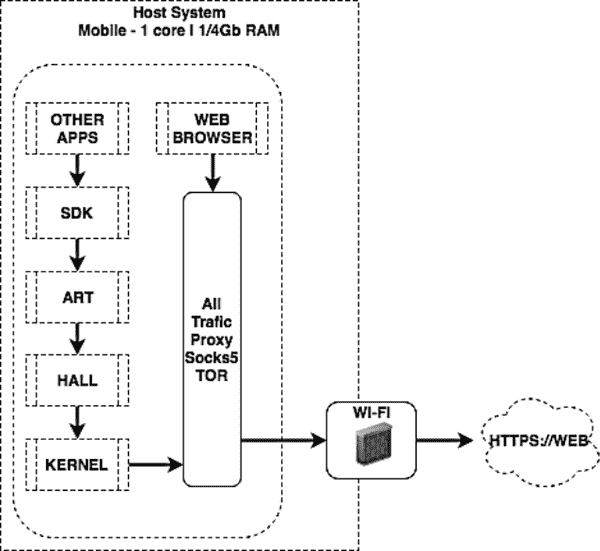 Host System
Mobile - 1 core I 1/4Gb RAM
OTHER
APPS
WEB
BROWSER
SDK
ART
HALL
KERNEL
All
Trafic
Proxy
Socks5
TOR
WI-FI
HTTPS://WEB